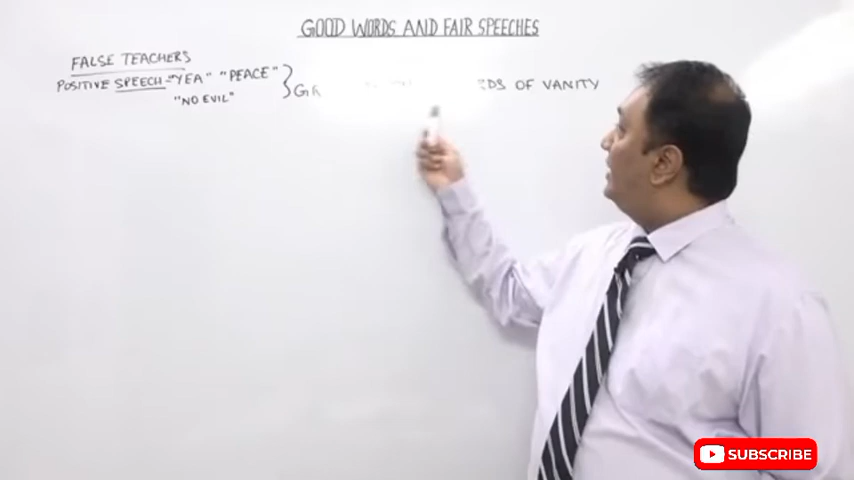 GOOD WORDS AND FAIR SPEECHES
FALSE TEACHERS
POSITIVE SPEECH - "YEA" "PEACE"
"NO EVIL"
OF VANITY
SUBSCRIBE